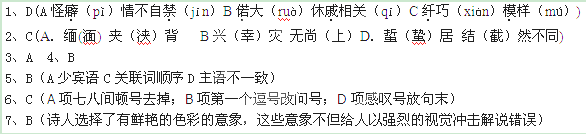 1、D(A 怪癖（pì）情不自禁（jīn）B 偌大（ruò）休戚相关（qī）C 纤巧（xiān）模样（mú））
2、C(A. 缅(湎) 夹（浃）背 B兴（幸）灾 无尚（上）D. 蜇（蛰）居 结（截）然不同)
3、A 4、B
5、B（A 少宾语 C 关联词顺序 D 主语不一致）
6、C（A 项七八间顿号去掉；B 项第一个逗号改问号；D 项感叹号放句末）
7、B（诗人选择了有鲜艳的色彩的意象，这些意象不但给人以强烈的视觉冲击解说错误）